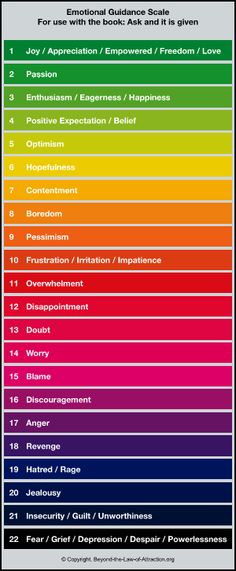 Emotional Guidance Scale
For use with the book: Ask and it is given
1 Joy / Appreciation / Empowered / Freedom / Love
2 Passion
3 Enthusiasm / Eagerness / Happiness
4 Positive Expectation / Belief
5 Optimism
6 Hopefulness
7 Contentment
8 Boredom
9 Pessimism
10 Frustration / Irritation / Impatience
11 Overwhelment
12 Disappointment
13 Doubt
14 Worry
15 Blame
16 Discouragement
17 Anger
18 Revenge
19 Hatred / Rage
20 Jealousy
21 Insecurity / Guilt / Unworthiness
22 Fear / Grief / Depression / Despair / Powerlessness
© Copyright. Beyond-the-Law-of-Attraction.org